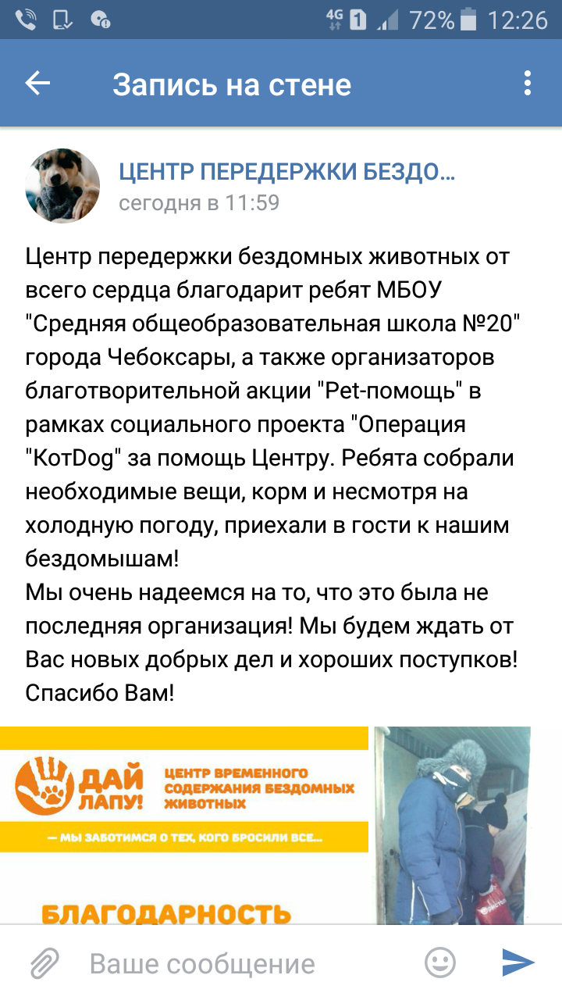 4G 1 72% 12:26
Запись на стене
ЦЕНТР ПЕРЕДЕРЖКИ БЕЗДО...
сегодня в 11:59
Центр передержки бездомных животных от
всего сердца благодарит ребят МБОУ
"Средняя общеобразовательная школа №20"
города Чебоксары, а также организаторов
благотворительной акции "Pet-помощь" в
рамках социального проекта "Операция
"КотDog" за помощь Центру. Ребята собрали
необходимые вещи, корм и несмотря на
холодную погоду, приехали в гости к нашим
бездомышам!
Мы очень надеемся на то, что это была не
последняя организация! Мы будем ждать от
Вас новых добрых дел и хороших поступков!
Спасибо Вам!
ДАЙ
ЛАПУ!
ЦЕНТР ВРЕМЕННОГО
СОДЕРЖАНИЯ БЕЗДОМНЫХ
ЖИВОТНЫХ
— МЫ ЗАБОТИМСЯ О ТЕХ, КОГО БРОСИЛИ ВСЕ...
БЛАГОДАРНОСТЬ
Ваше сообщение